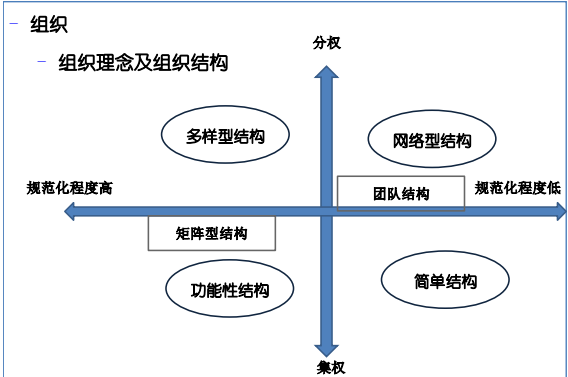 – 组织
– 组织理念及组织结构
分权
多样型结构
网络型结构
规范化程度高
团队结构
规范化程度低
矩阵型结构
功能性结构
简单结构
集权